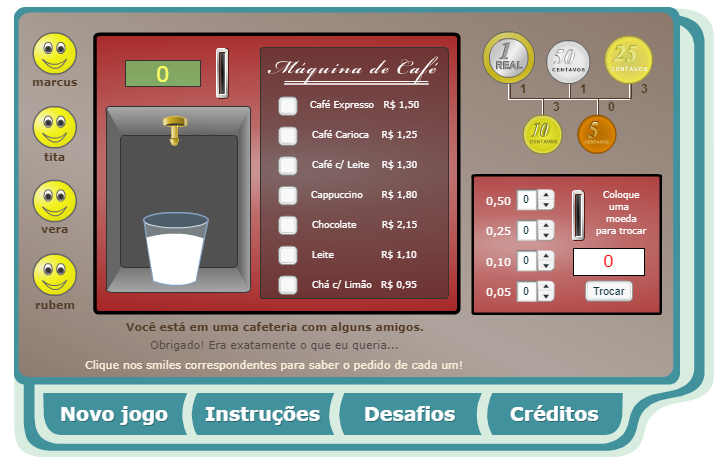 marcus
tita
vera
rubem
0
Máquina de Café
Café Expresso R$ 1,50
Café Carioca R$ 1,25
Café c/ Leite R$ 1,30
Cappuccino R$ 1,80
Chocolate R$ 2,15
Leite R$ 1,10
Chá c/ Limão R$ 0,95
1 REAL
50 CENTAVOS
25 CENTAVOS
1 1 3
3 0
10 CENTAVOS
5 CENTAVOS
0,50 0
0,25 0
0,10 0
0,05 0
Coloque
uma
moeda
para trocar
0
Trocar
Você está em uma cafeteria com alguns amigos.
Obrigado! Era exatamente o que eu queria...
Clique nos smiles correspondentes para saber o pedido de cada um!
Novo jogo Instruções Desafios Créditos